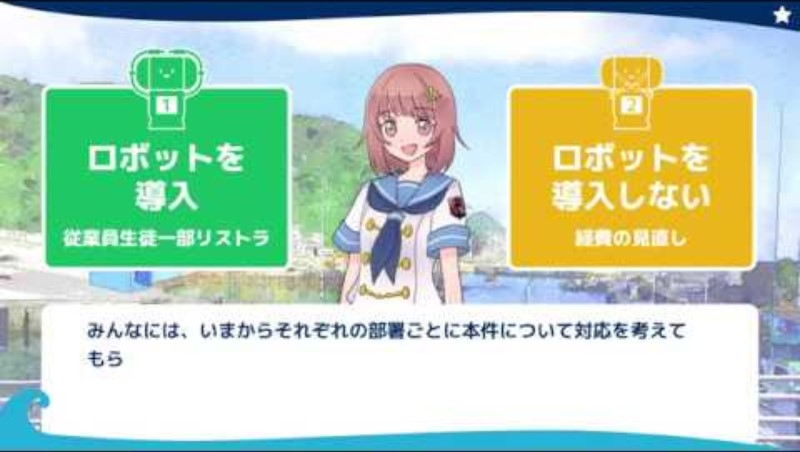 1
ロボットを
導入
従業員生徒一部リストラ
2
ロボットを
導入しない
経費の見直し
みんなには、いまからそれぞれの部署ごとに本件について対応を考えて
もら